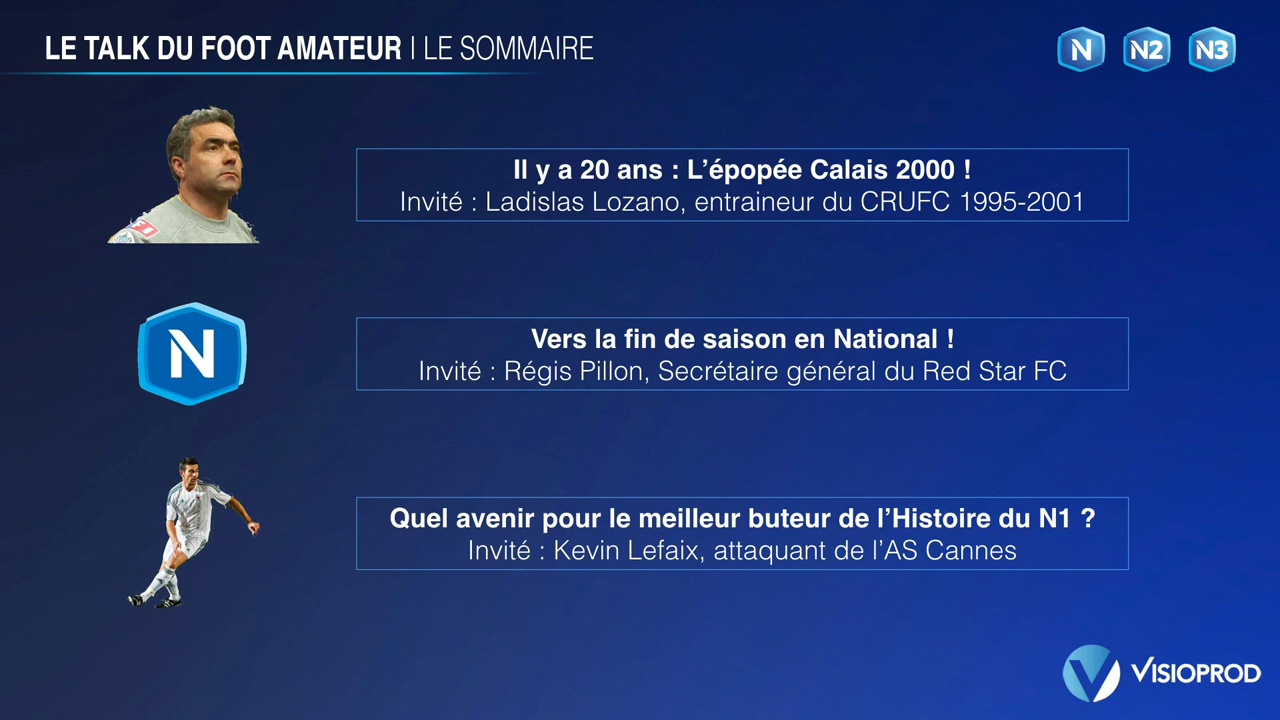 LE TALK DU FOOT AMATEUR | LE SOMMAIRE
N N2 N3
Il y a 20 ans : L’épopée Calais 2000 !
Invité : Ladislas Lozano, entraineur du CRUFC 1995-2001
N
Vers la fin de saison en National !
Invité : Régis Pillon, Secrétaire général du Red Star FC
Quel avenir pour le meilleur buteur de l’Histoire du N1 ?
Invité : Kevin Lefaix, attaquant de l’AS Cannes
VISIOPROD